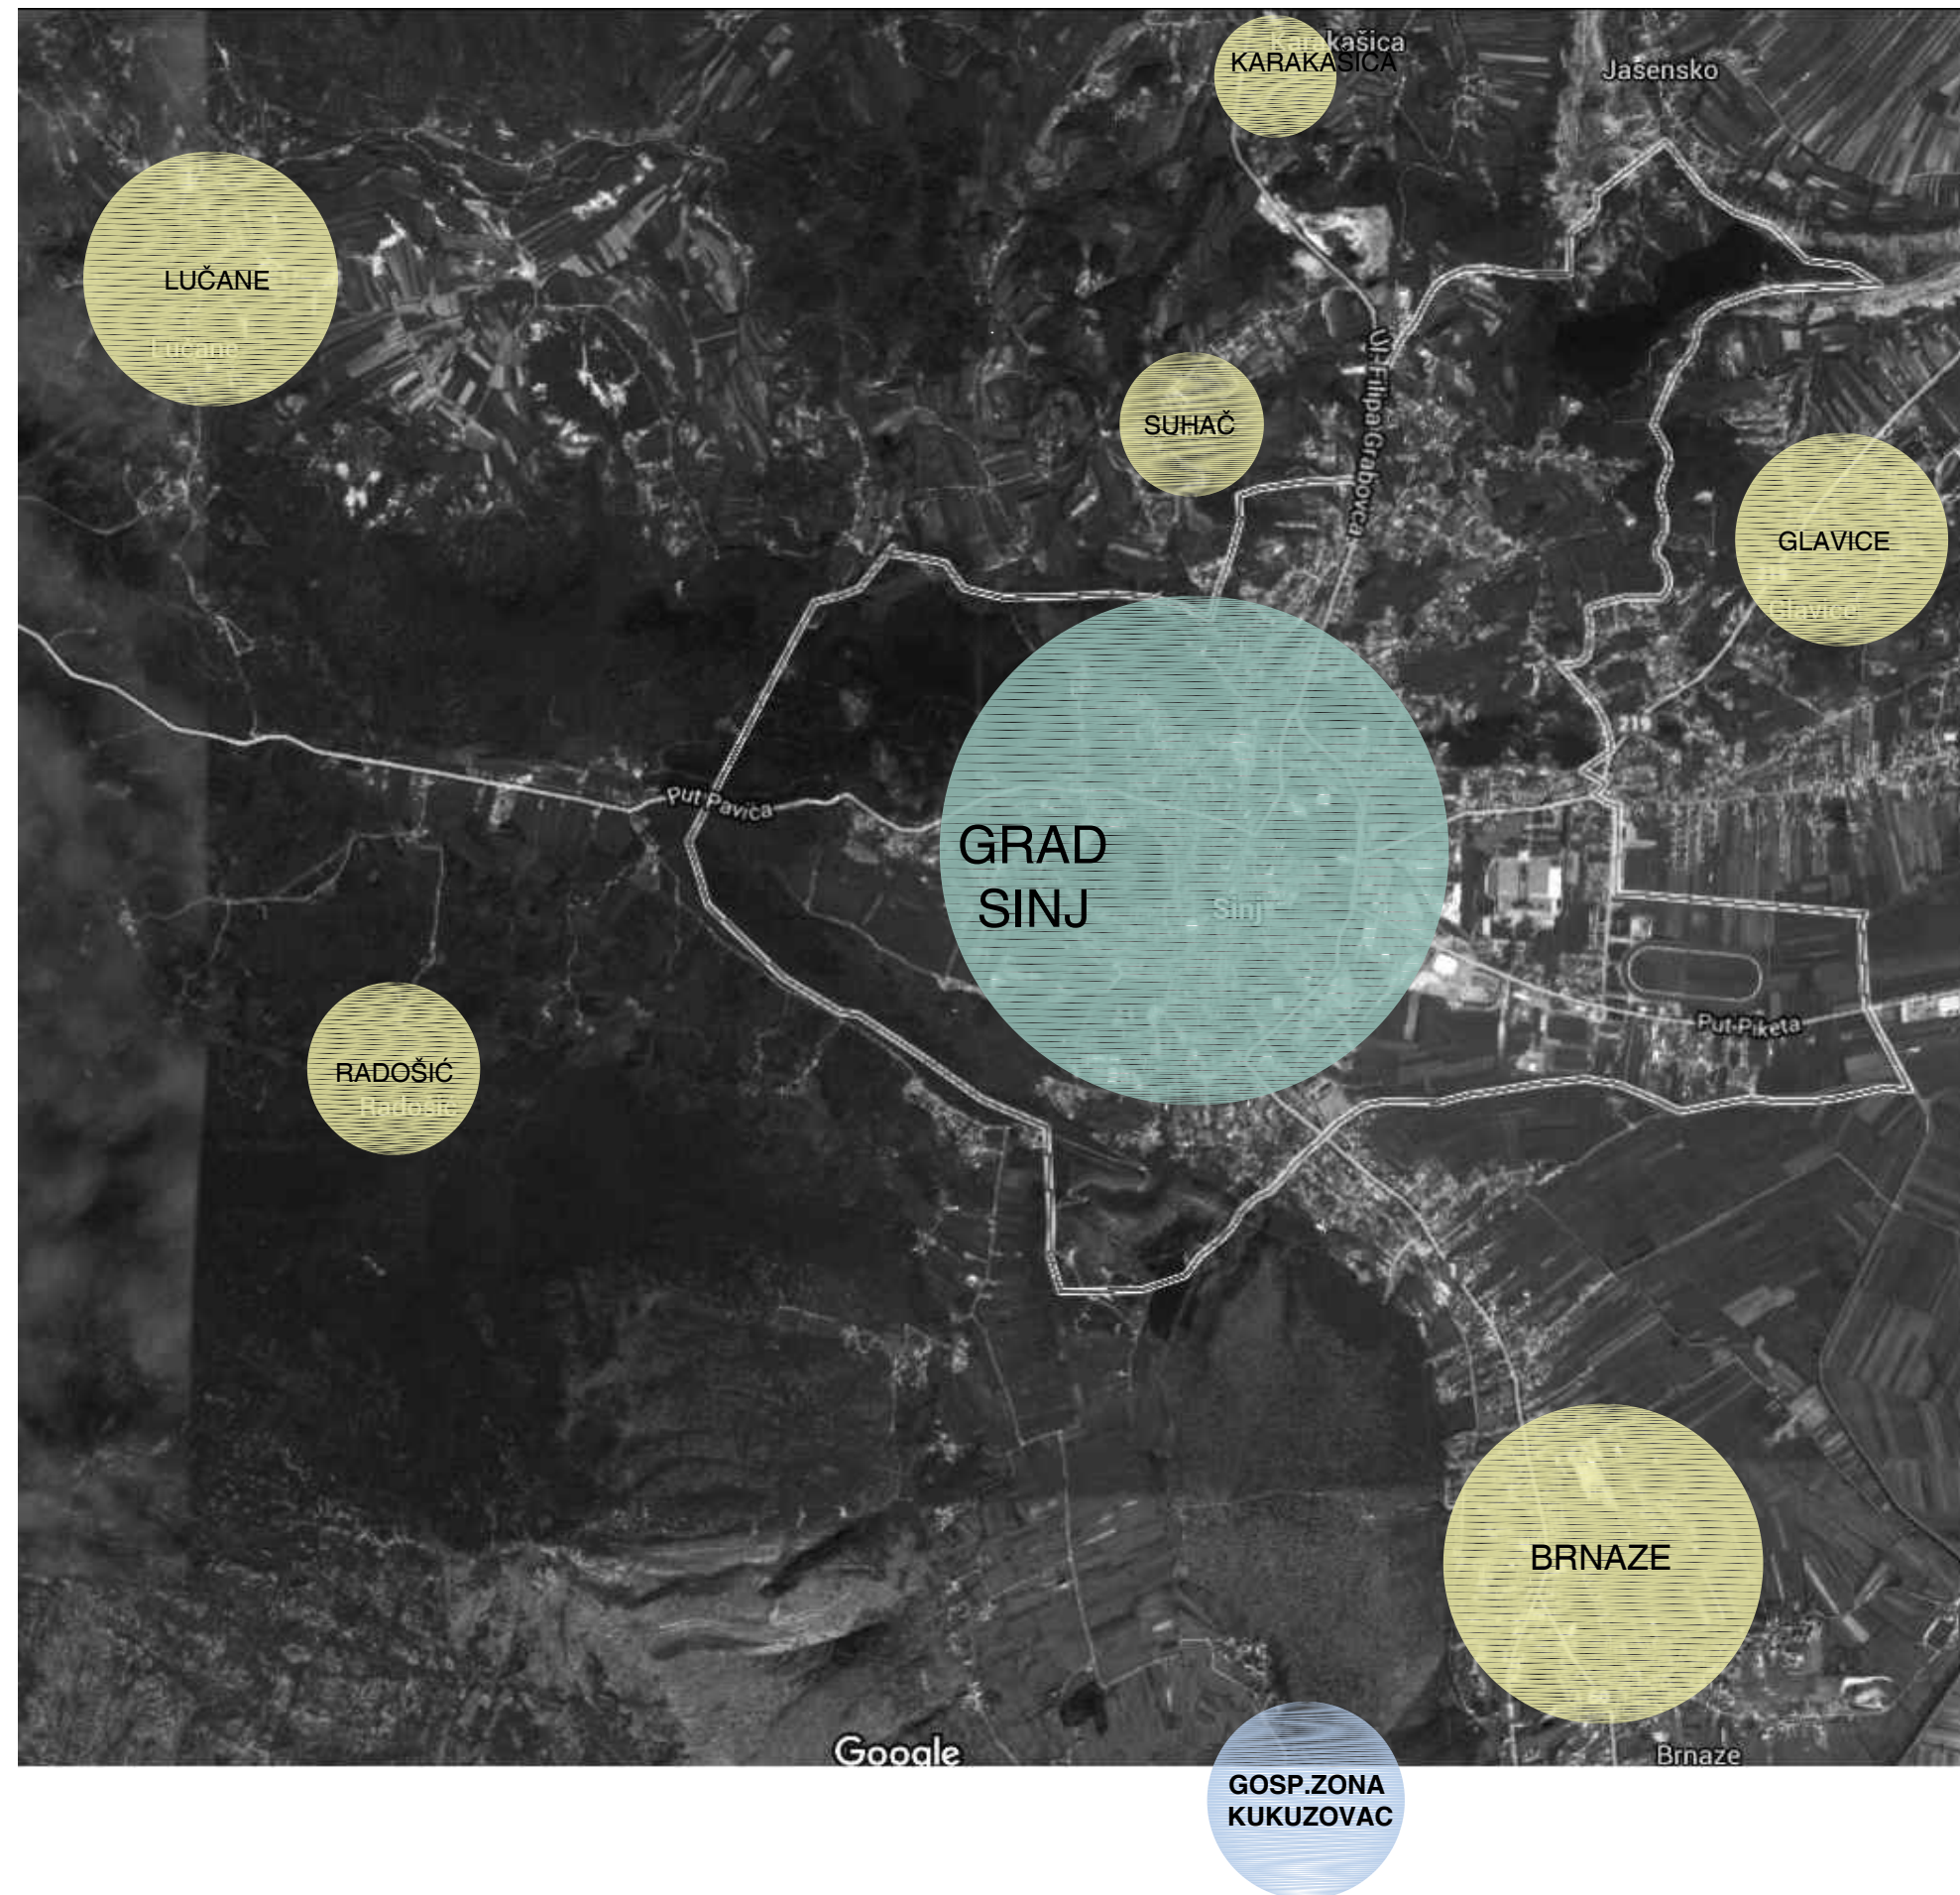 Karakašica
KARAKAŠICA
Jasensko
LUČANE
Lučane
Ul. Filipa Grabovca
SUHAČ
GLAVICE
Glavice
219
Put Pavića
GRAD
SINJ
Sinj
Put Piketa
RADOŠIĆ
Radošić
BRNAZE
Google
Brnaze
GOSP.ZONA
KUKUZOVAC